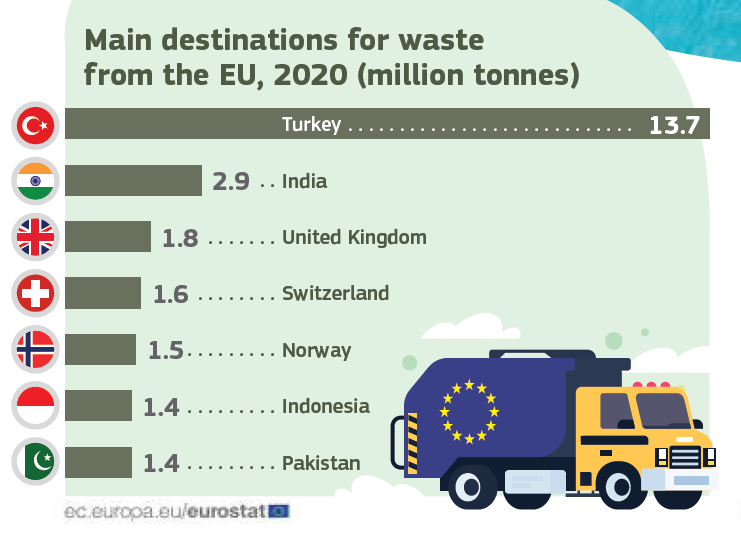 Main destinations for waste
from the EU, 2020 (million tonnes)
Turkey ............................ 13.7
2.9 .. India
1.8 ....... United Kingdom
1.6 ........ Switzerland
1.5 ......... Norway
1.4 ......... Indonesia
1.4 ......... Pakistan
ec.europa.eu/eurostat